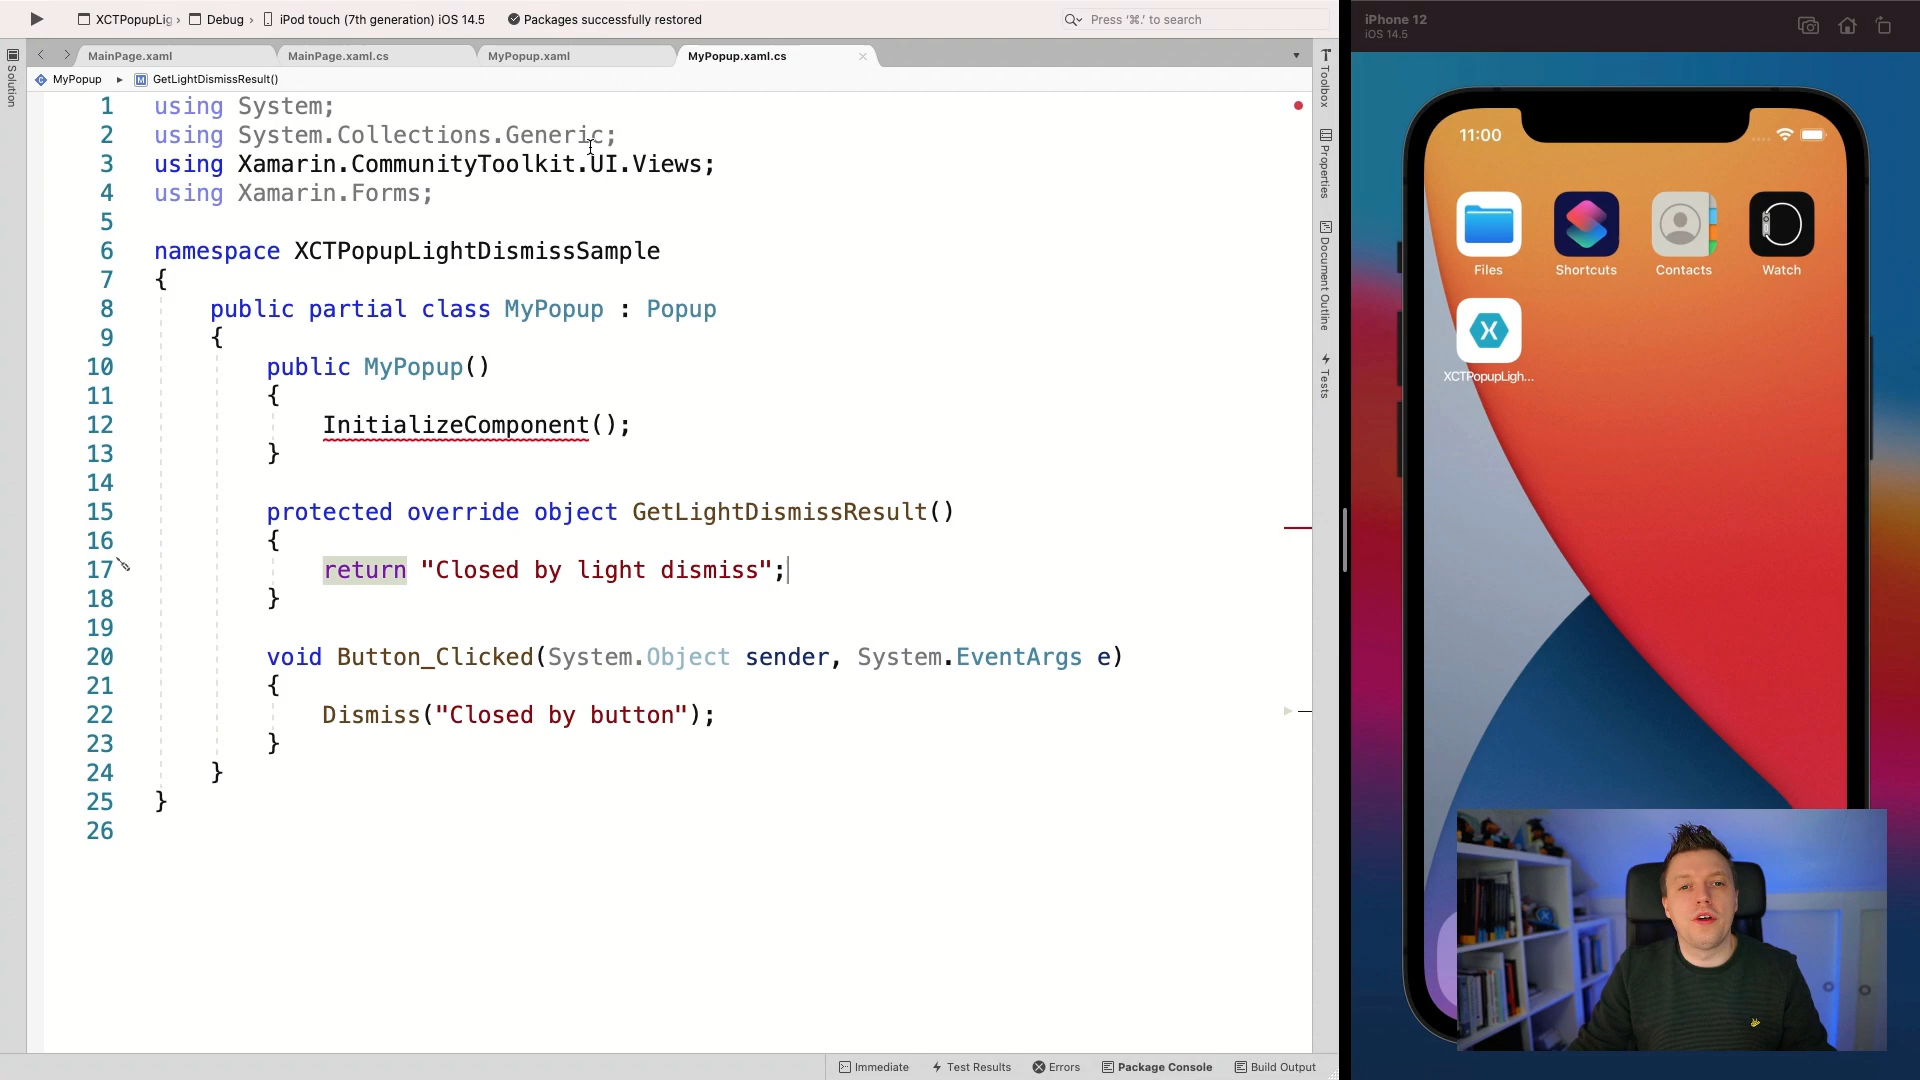 XCTPopupLig
Debug
iPod touch (7th generation) iOS 14.5
Packages successfully restored
Press '⌘.' to search
MainPage.xaml
MainPage.xaml.cs
MyPopup.xaml
MyPopup.xaml.cs
MyPopup
GetLightDismissResult()
Solution
Toolbox
Properties
Document Outline
Tests
1 using System;
2 using System.Collections.Generic;
3 using Xamarin.CommunityToolkit.UI.Views;
4 using Xamarin.Forms;
5
6 namespace XCTPopupLightDismissSample
7 {
8 public partial class MyPopup : Popup
9 {
10 public MyPopup()
11 {
12 InitializeComponent();
13 }
14
15 protected override object GetLightDismissResult()
16 {
17 return "Closed by light dismiss";
18 }
19
20 void Button_Clicked(System.Object sender, System.EventArgs e)
21 {
22 Dismiss("Closed by button");
23 }
24 }
25 }
26
Immediate
Test Results
Errors
Package Console
Build Output
iPhone 12
iOS 14.5
11:00
Files
Shortcuts
Contacts
Watch
XCTPopupLigh...